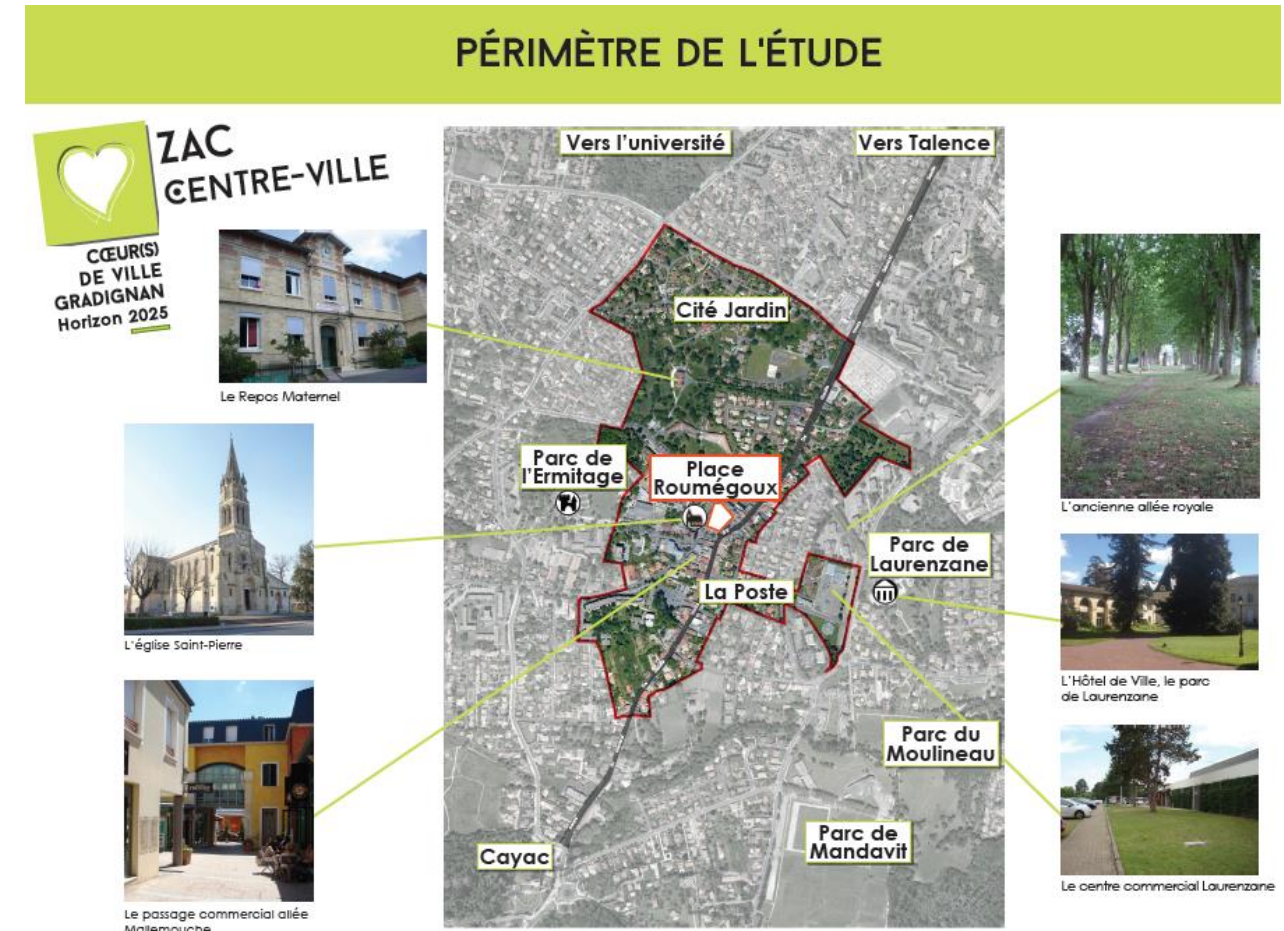 PÉRIMÈTRE DE L'ÉTUDE
ZAC
CENTRE-VILLE
CŒUR(S)
DE VILLE
GRADIGNAN
Horizon 2025
Vers l'université
Vers Talence
Cité Jardin
Le Repos Maternel
Parc de
l'Ermitage
Place
Roumégoux
L'ancienne allée royale
Parc de
Laurenzane
La Poste
L'église Saint-Pierre
L'Hôtel de Ville, le parc
de Laurenzane
Parc du
Moulineau
Parc de
Mandavit
Cayac
Le centre commercial Laurenzane
Le passage commercial allée
Mallemouche